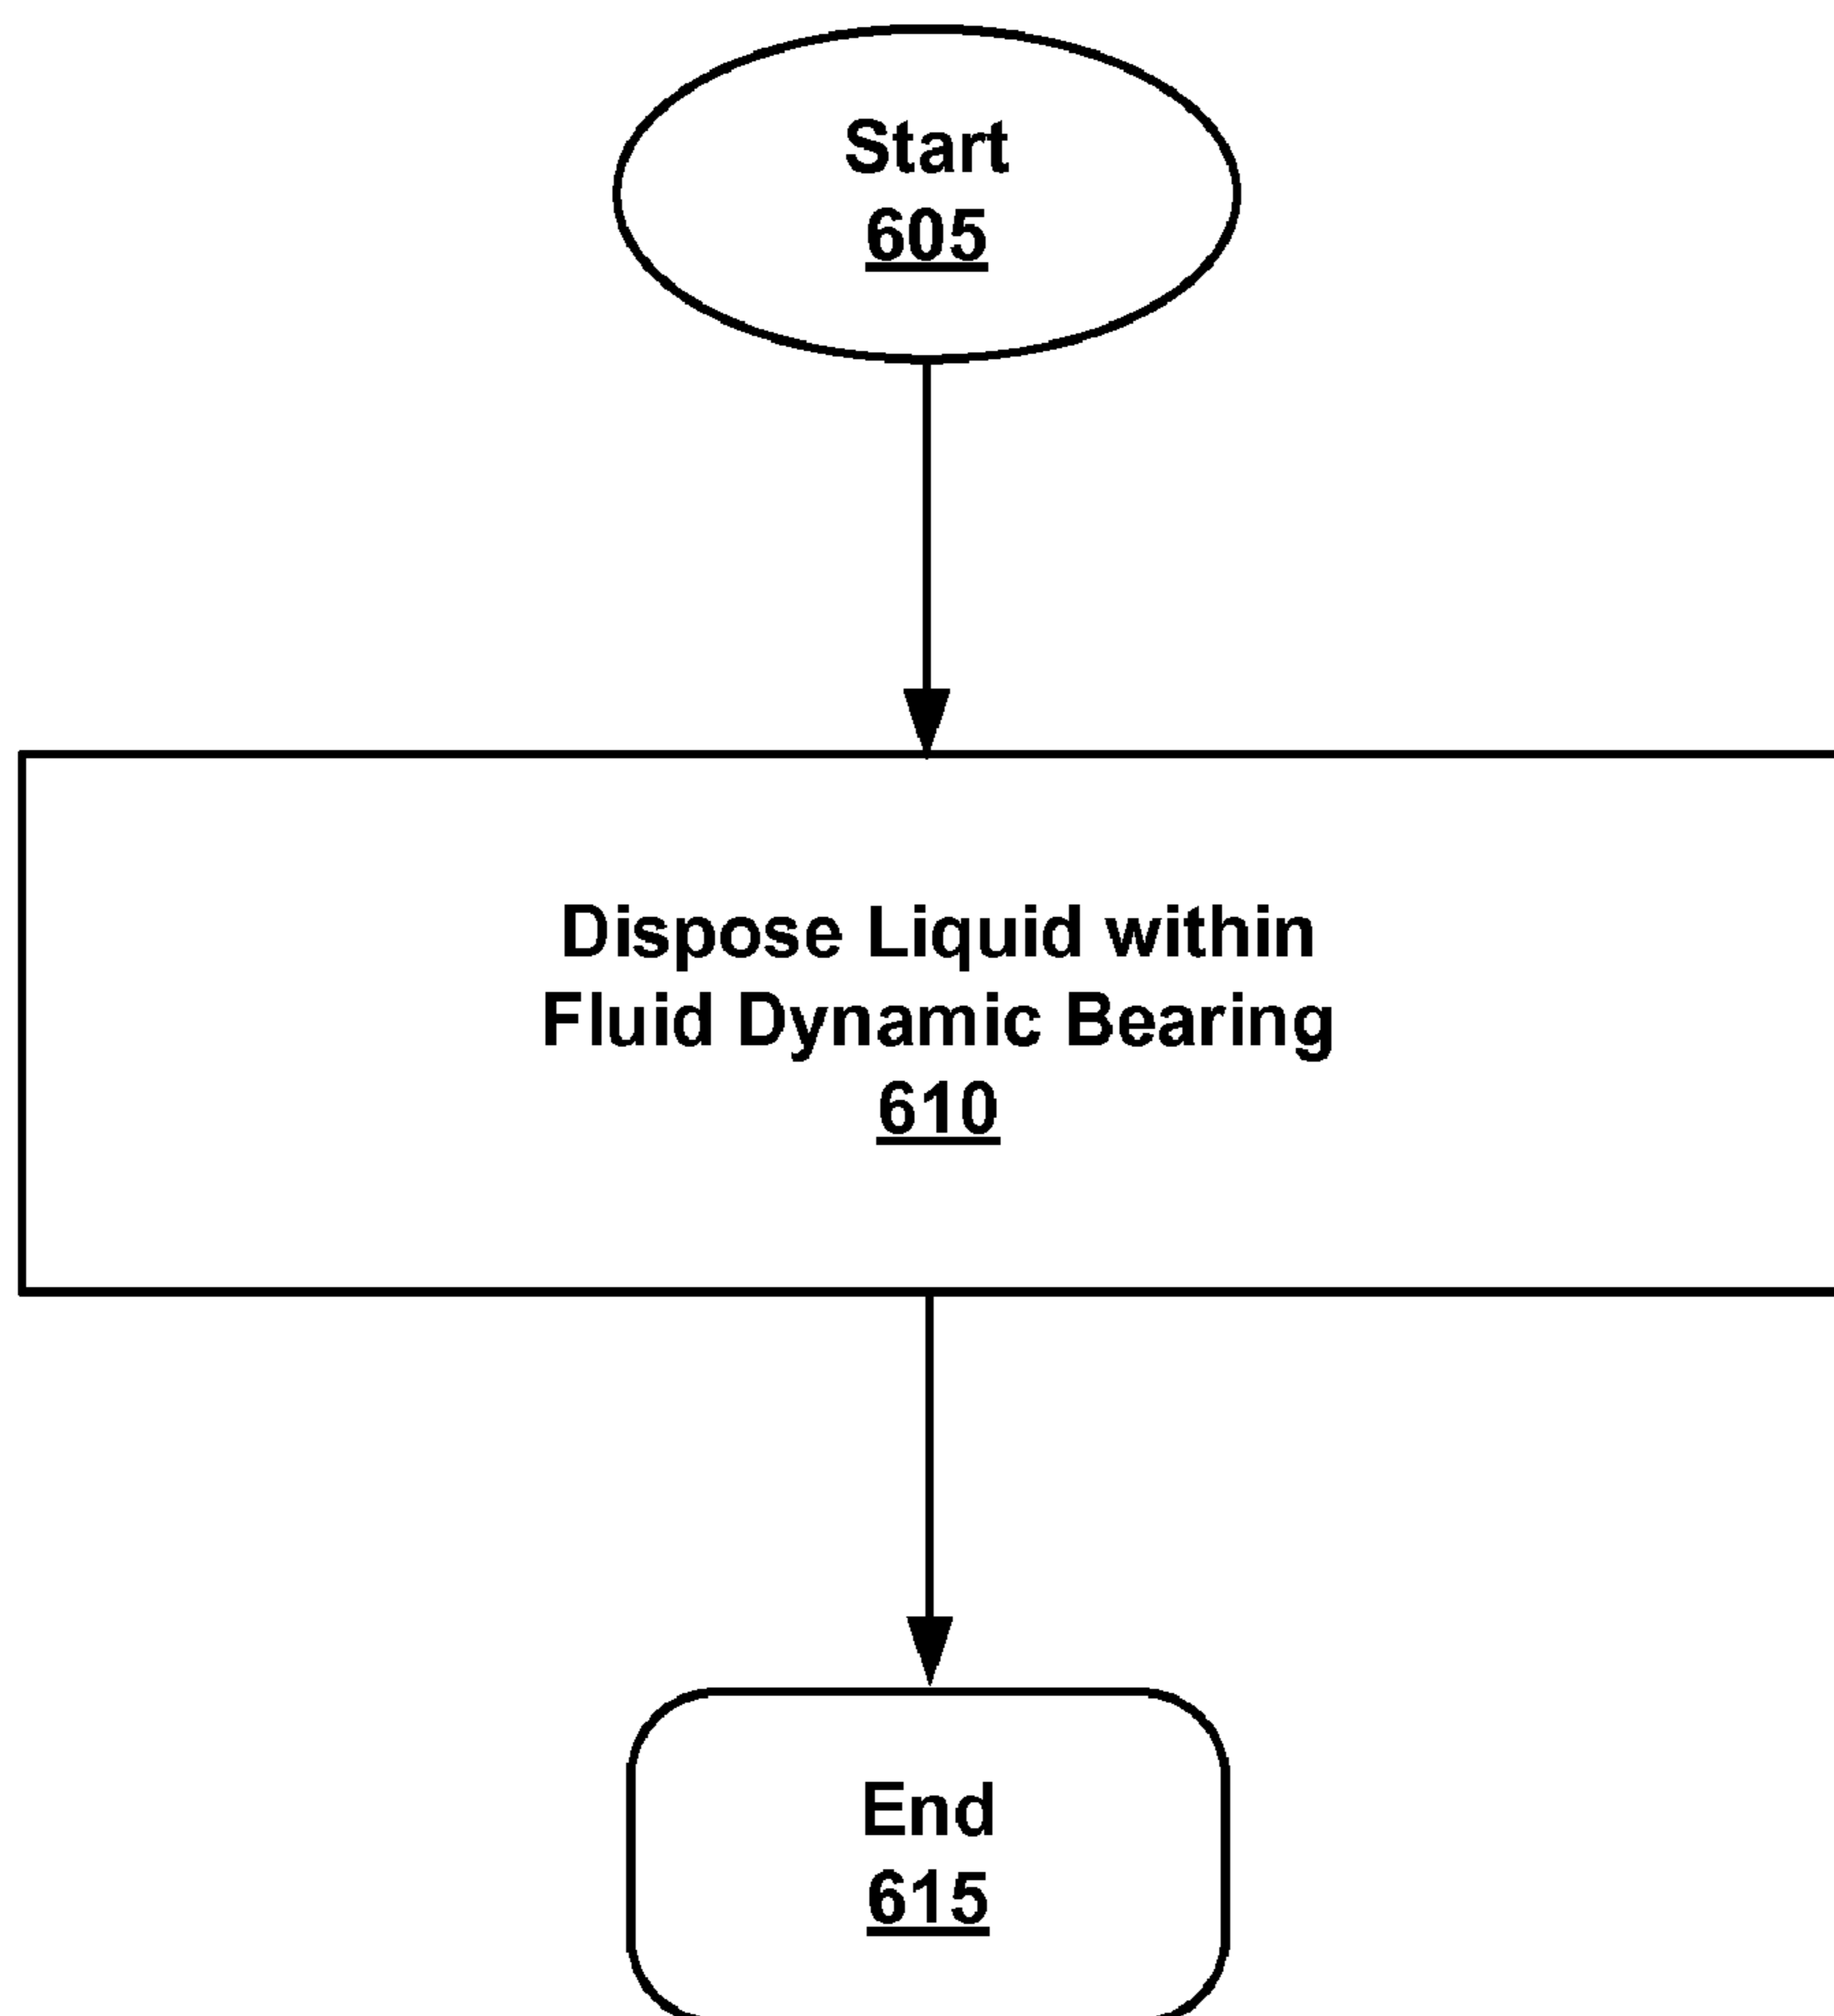 Start
605
Dispose Liquid within
Fluid Dynamic Bearing
610
End
615